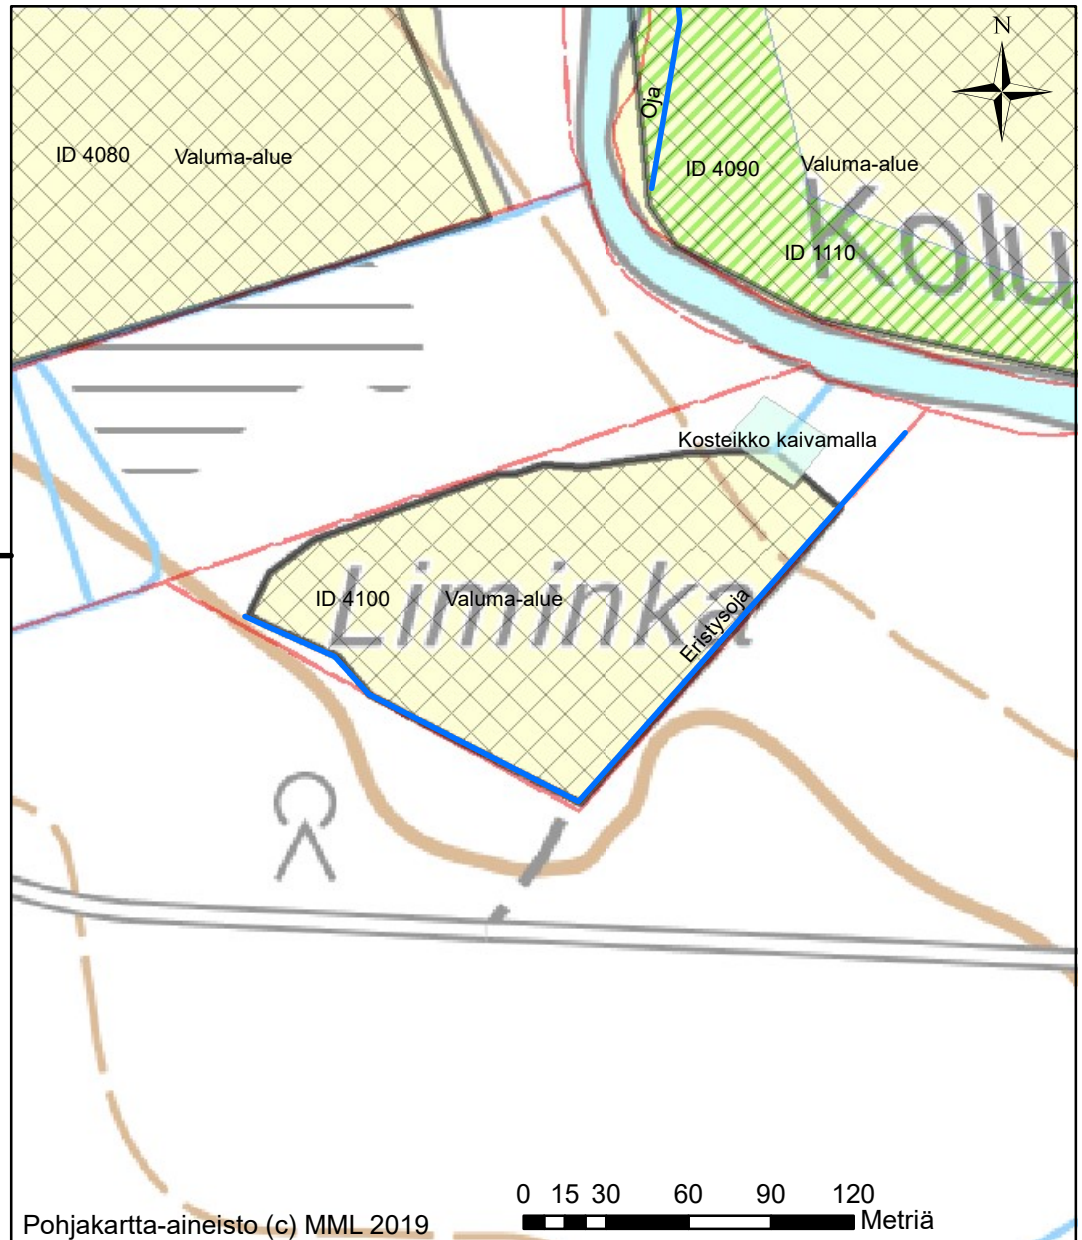 N
Oja
ID 4080 Valuma-alue
ID 4090 Valuma-alue
Kolu
ID 1110
Kosteikko kaivamalla
Liminka
ID 4100 Valuma-alue
Eristysoja
0 15 30 60 90 120
Metriä
Pohjakartta-aineisto (c) MML 2019